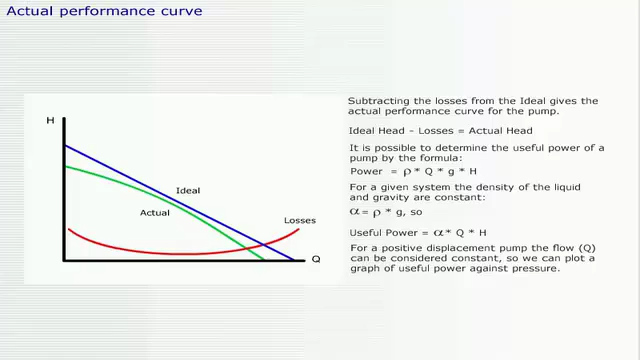 Actual performance curve
Subtracting the losses from the Ideal gives the
actual performance curve for the pump.
Ideal Head - Losses = Actual Head
It is possible to determine the useful power of a
pump by the formula:
Power = ρ * Q * g * H
For a given system the density of the liquid
and gravity are constant:
α = ρ * g, so
Useful Power = α * Q * H
For a positive displacement pump the flow (Q)
can be considered constant, so we can plot a
graph of useful power against pressure.
H
Ideal
Actual
Losses
Q